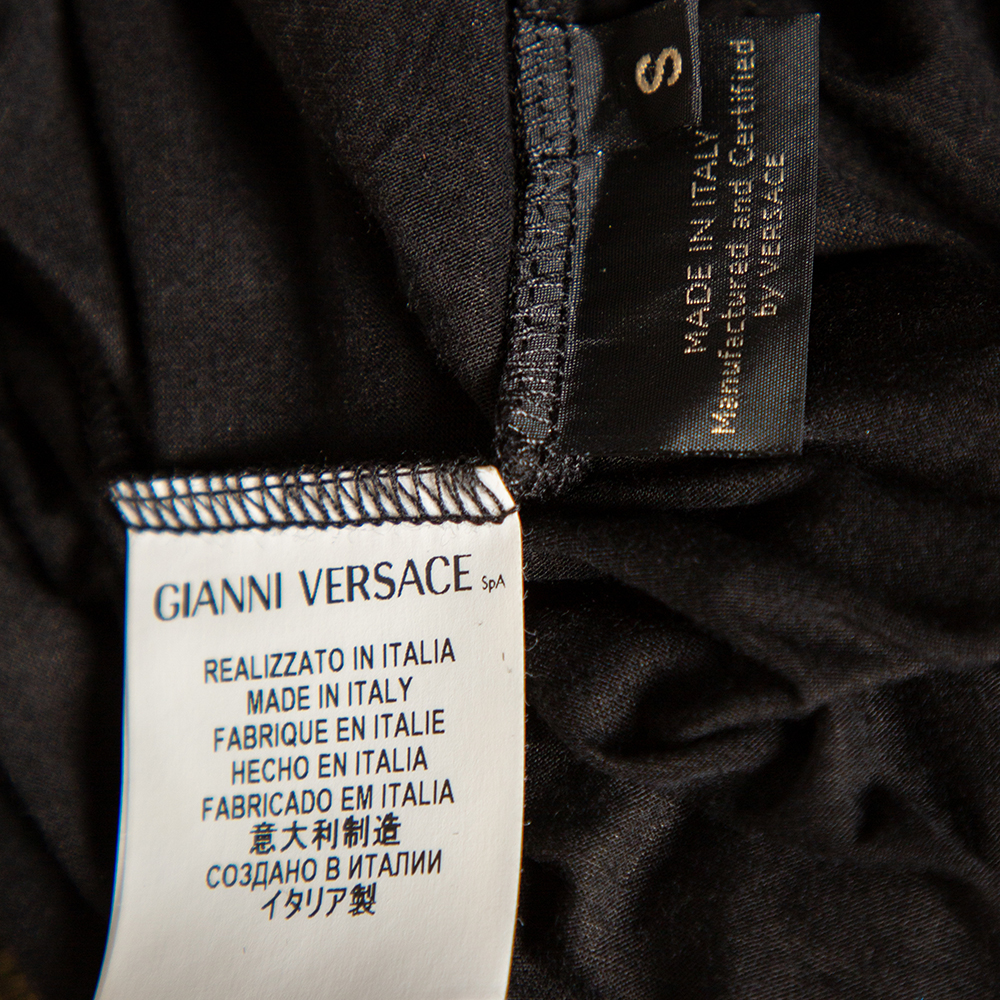 S
MADE IN ITALY
Manufactured and Certified
by VERSACE
GIANNI VERSACE SpA
REALIZZATO IN ITALIA
MADE IN ITALY
FABRIQUE EN ITALIE
HECHO EN ITALIA
FABRICADO EM ITALIA
意大利制造
СОЗДАНО В ИТАЛИИ
イタリア製